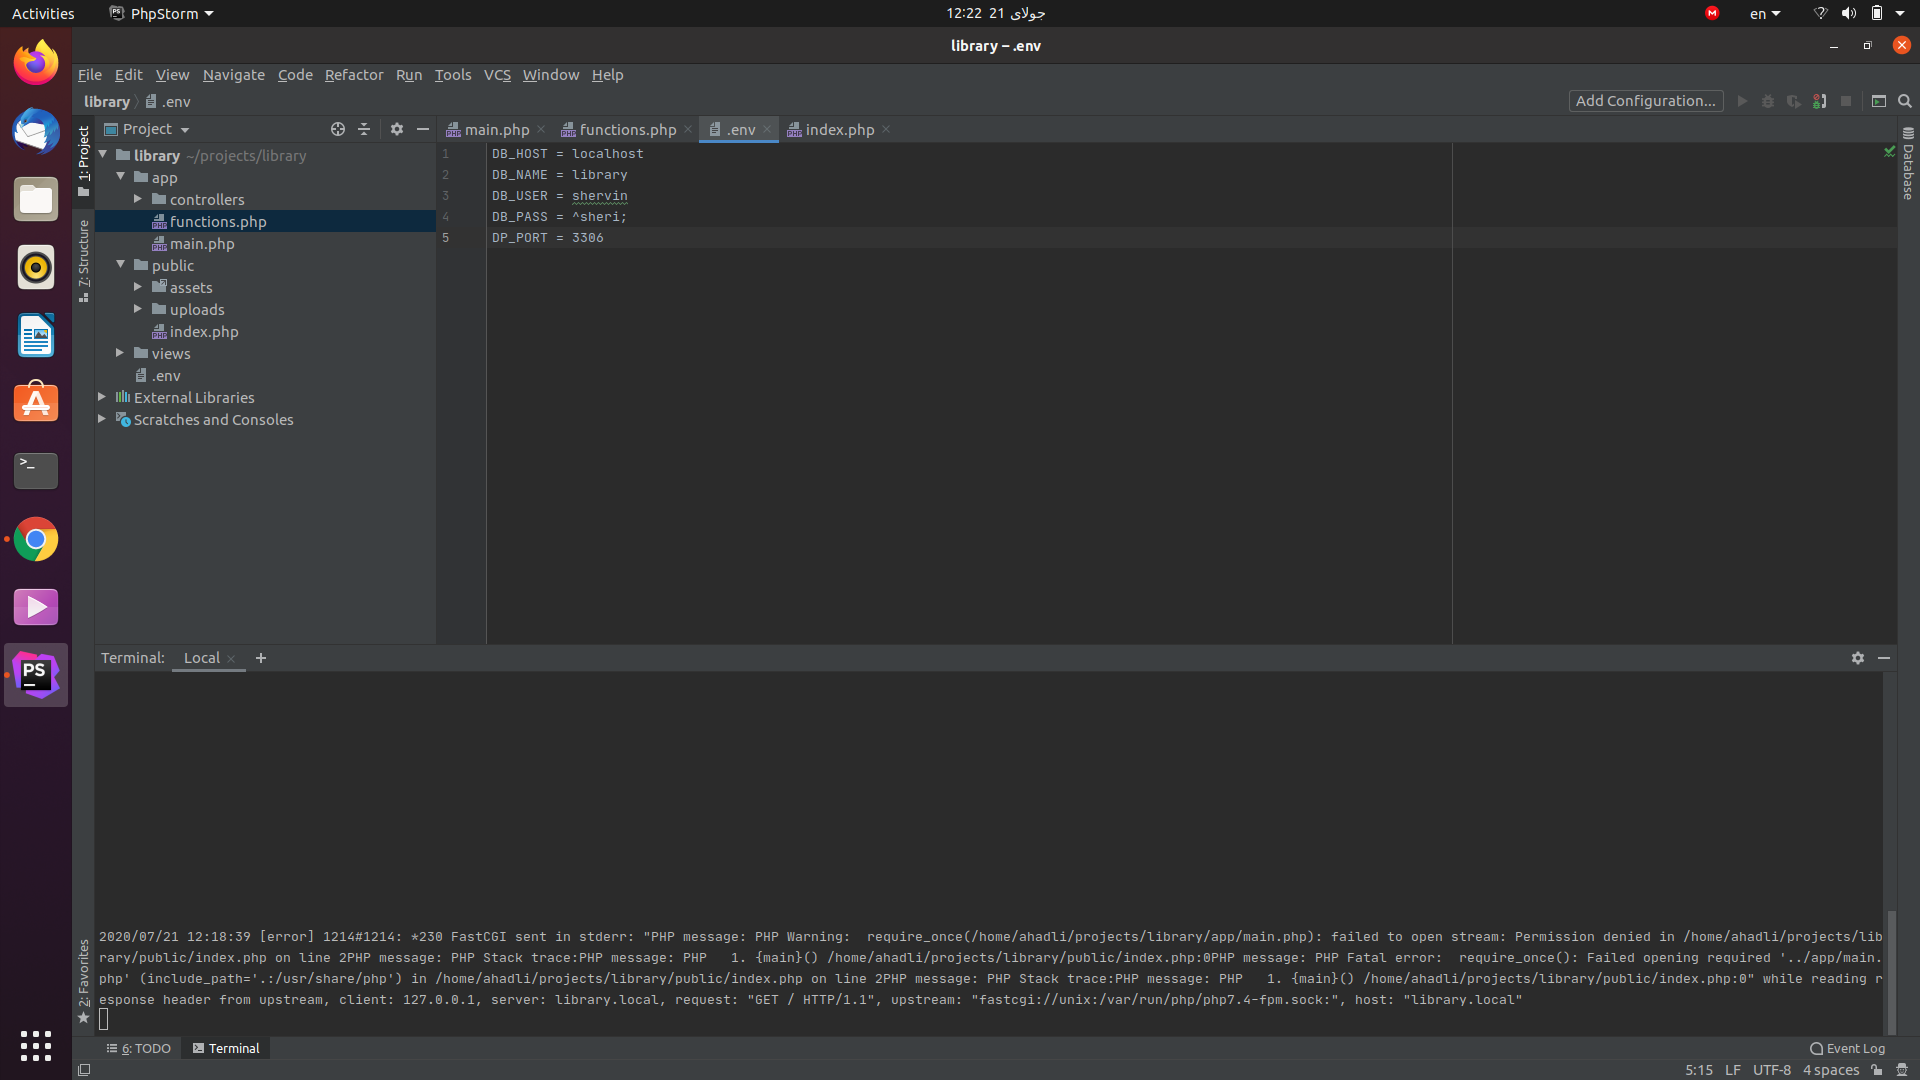 Activities
PhpStorm
12:22 21 جولای
M
en
library – .env
File Edit View Navigate Code Refactor Run Tools VCS Window Help
library .env
Add Configuration...
Project
main.php
functions.php
.env
index.php
1: Project
7: Structure
2: Favorites
Database
library ~/projects/library
app
controllers
functions.php
main.php
public
assets
uploads
index.php
views
.env
External Libraries
Scratches and Consoles
1 DB_HOST = localhost
2 DB_NAME = library
3 DB_USER = shervin
4 DB_PASS = ^sheri;
5 DP_PORT = 3306
Terminal: Local +
2020/07/21 12:18:39 [error] 1214#1214: *230 FastCGI sent in stderr: "PHP message: PHP Warning:  require_once(/home/ahadli/projects/library/app/main.php): failed to open stream: Permission denied in /home/ahadli/projects/lib
rary/public/index.php on line 2PHP message: PHP Stack trace:PHP message: PHP   1. {main}() /home/ahadli/projects/library/public/index.php:0PHP message: PHP Fatal error:  require_once(): Failed opening required '../app/main.
php' (include_path='.:/usr/share/php') in /home/ahadli/projects/library/public/index.php on line 2PHP message: PHP Stack trace:PHP message: PHP   1. {main}() /home/ahadli/projects/library/public/index.php:0" while reading r
esponse header from upstream, client: 127.0.0.1, server: library.local, request: "GET / HTTP/1.1", upstream: "fastcgi://unix:/var/run/php/php7.4-fpm.sock:", host: "library.local"
PS
6: TODO
Terminal
Event Log
5:15 LF UTF-8 4 spaces